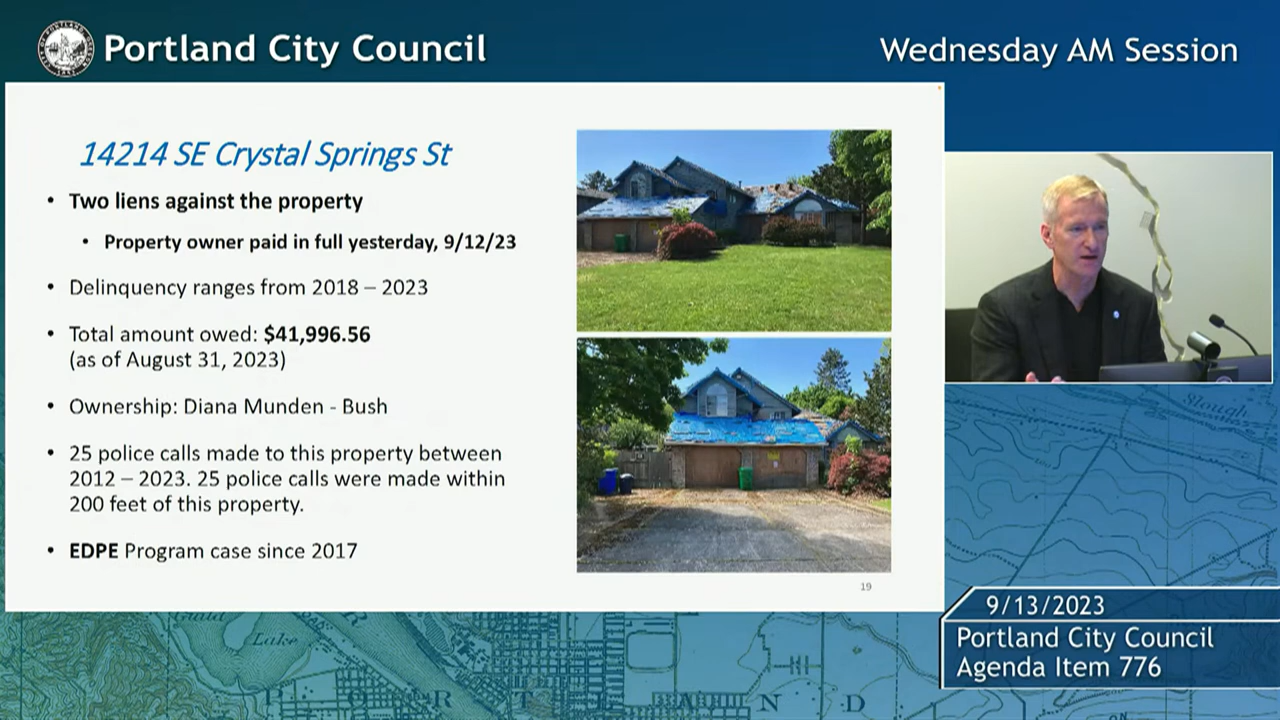 Portland City Council
Wednesday AM Session
14214 SE Crystal Springs St
• Two liens against the property
• Property owner paid in full yesterday, 9/12/23
• Delinquency ranges from 2018 – 2023
• Total amount owed: $41,996.56
(as of August 31, 2023)
• Ownership: Diana Munden - Bush
• 25 police calls made to this property between
2012 – 2023. 25 police calls were made within
200 feet of this property.
• EDPE Program case since 2017
19
Slough
9/13/2023
Portland City Council
Agenda Item 776
Guild
Lake
R T L A N D
ON